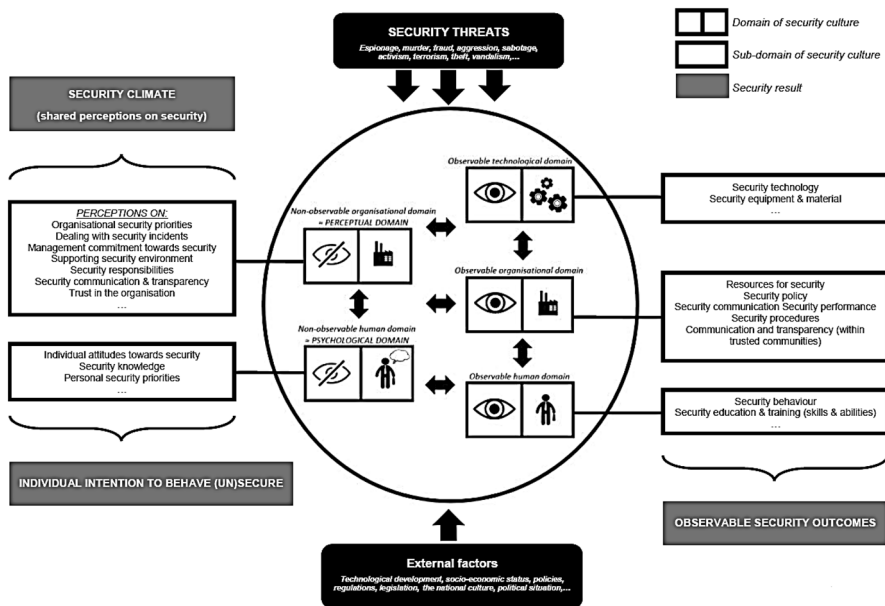 SECURITY THREATS
Espionage, murder, fraud, aggression, sabotage,
activism, terrorism, theft, vandalism,...
Domain of security culture
Sub-domain of security culture
Security result
SECURITY CLIMATE
(shared perceptions on security)
PERCEPTIONS ON:
Organisational security priorities
Dealing with security incidents
Management commitment towards security
Supporting security environment
Security responsibilities
Security communication & transparency
Trust in the organisation
...
Individual attitudes towards security
Security knowledge
Personal security priorities
...
INDIVIDUAL INTENTION TO BEHAVE (UN)SECURE
Observable technological domain
Non-observable organisational domain
= PERCEPTUAL DOMAIN
Observable organisational domain
Non-observable human domain
= PSYCHOLOGICAL DOMAIN
Observable human domain
Security technology
Security equipment & material
...
Resources for security
Security policy
Security communication Security performance
Security procedures
Communication and transparency (within
trusted communities)
Security behaviour
Security education & training (skills & abilities)
...
OBSERVABLE SECURITY OUTCOMES
External factors
Technological development, socio-economic status, policies,
regulations, legislation, the national culture, political situation,...